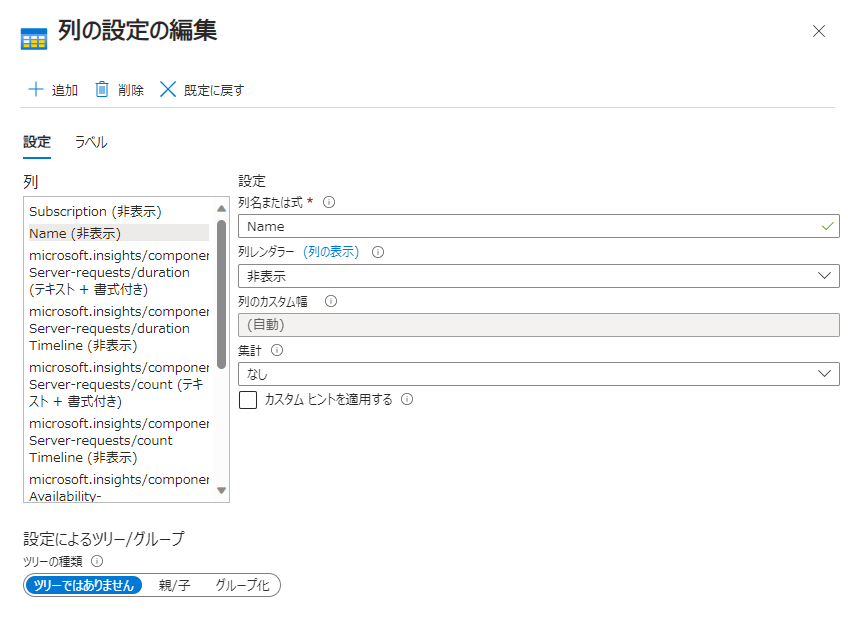 列の設定の編集
追加 削除 既定に戻す
設定 ラベル
列
Subscription (非表示)
Name (非表示)
microsoft.insights/componer
Server-requests/duration
(テキスト + 書式付き)
microsoft.insights/componer
Server-requests/duration
Timeline (非表示)
microsoft.insights/componer
Server-requests/count (テキ
スト + 書式付き)
microsoft.insights/componer
Server-requests/count
Timeline (非表示)
microsoft.insights/componer
Availability-
設定
列名または式 *
Name
列レンダラー (列の表示)
非表示
列のカスタム幅
(自動)
集計
なし
カスタム ヒントを適用する
設定によるツリー/グループ
ツリーの種類
ツリーではありません 親/子 グループ化